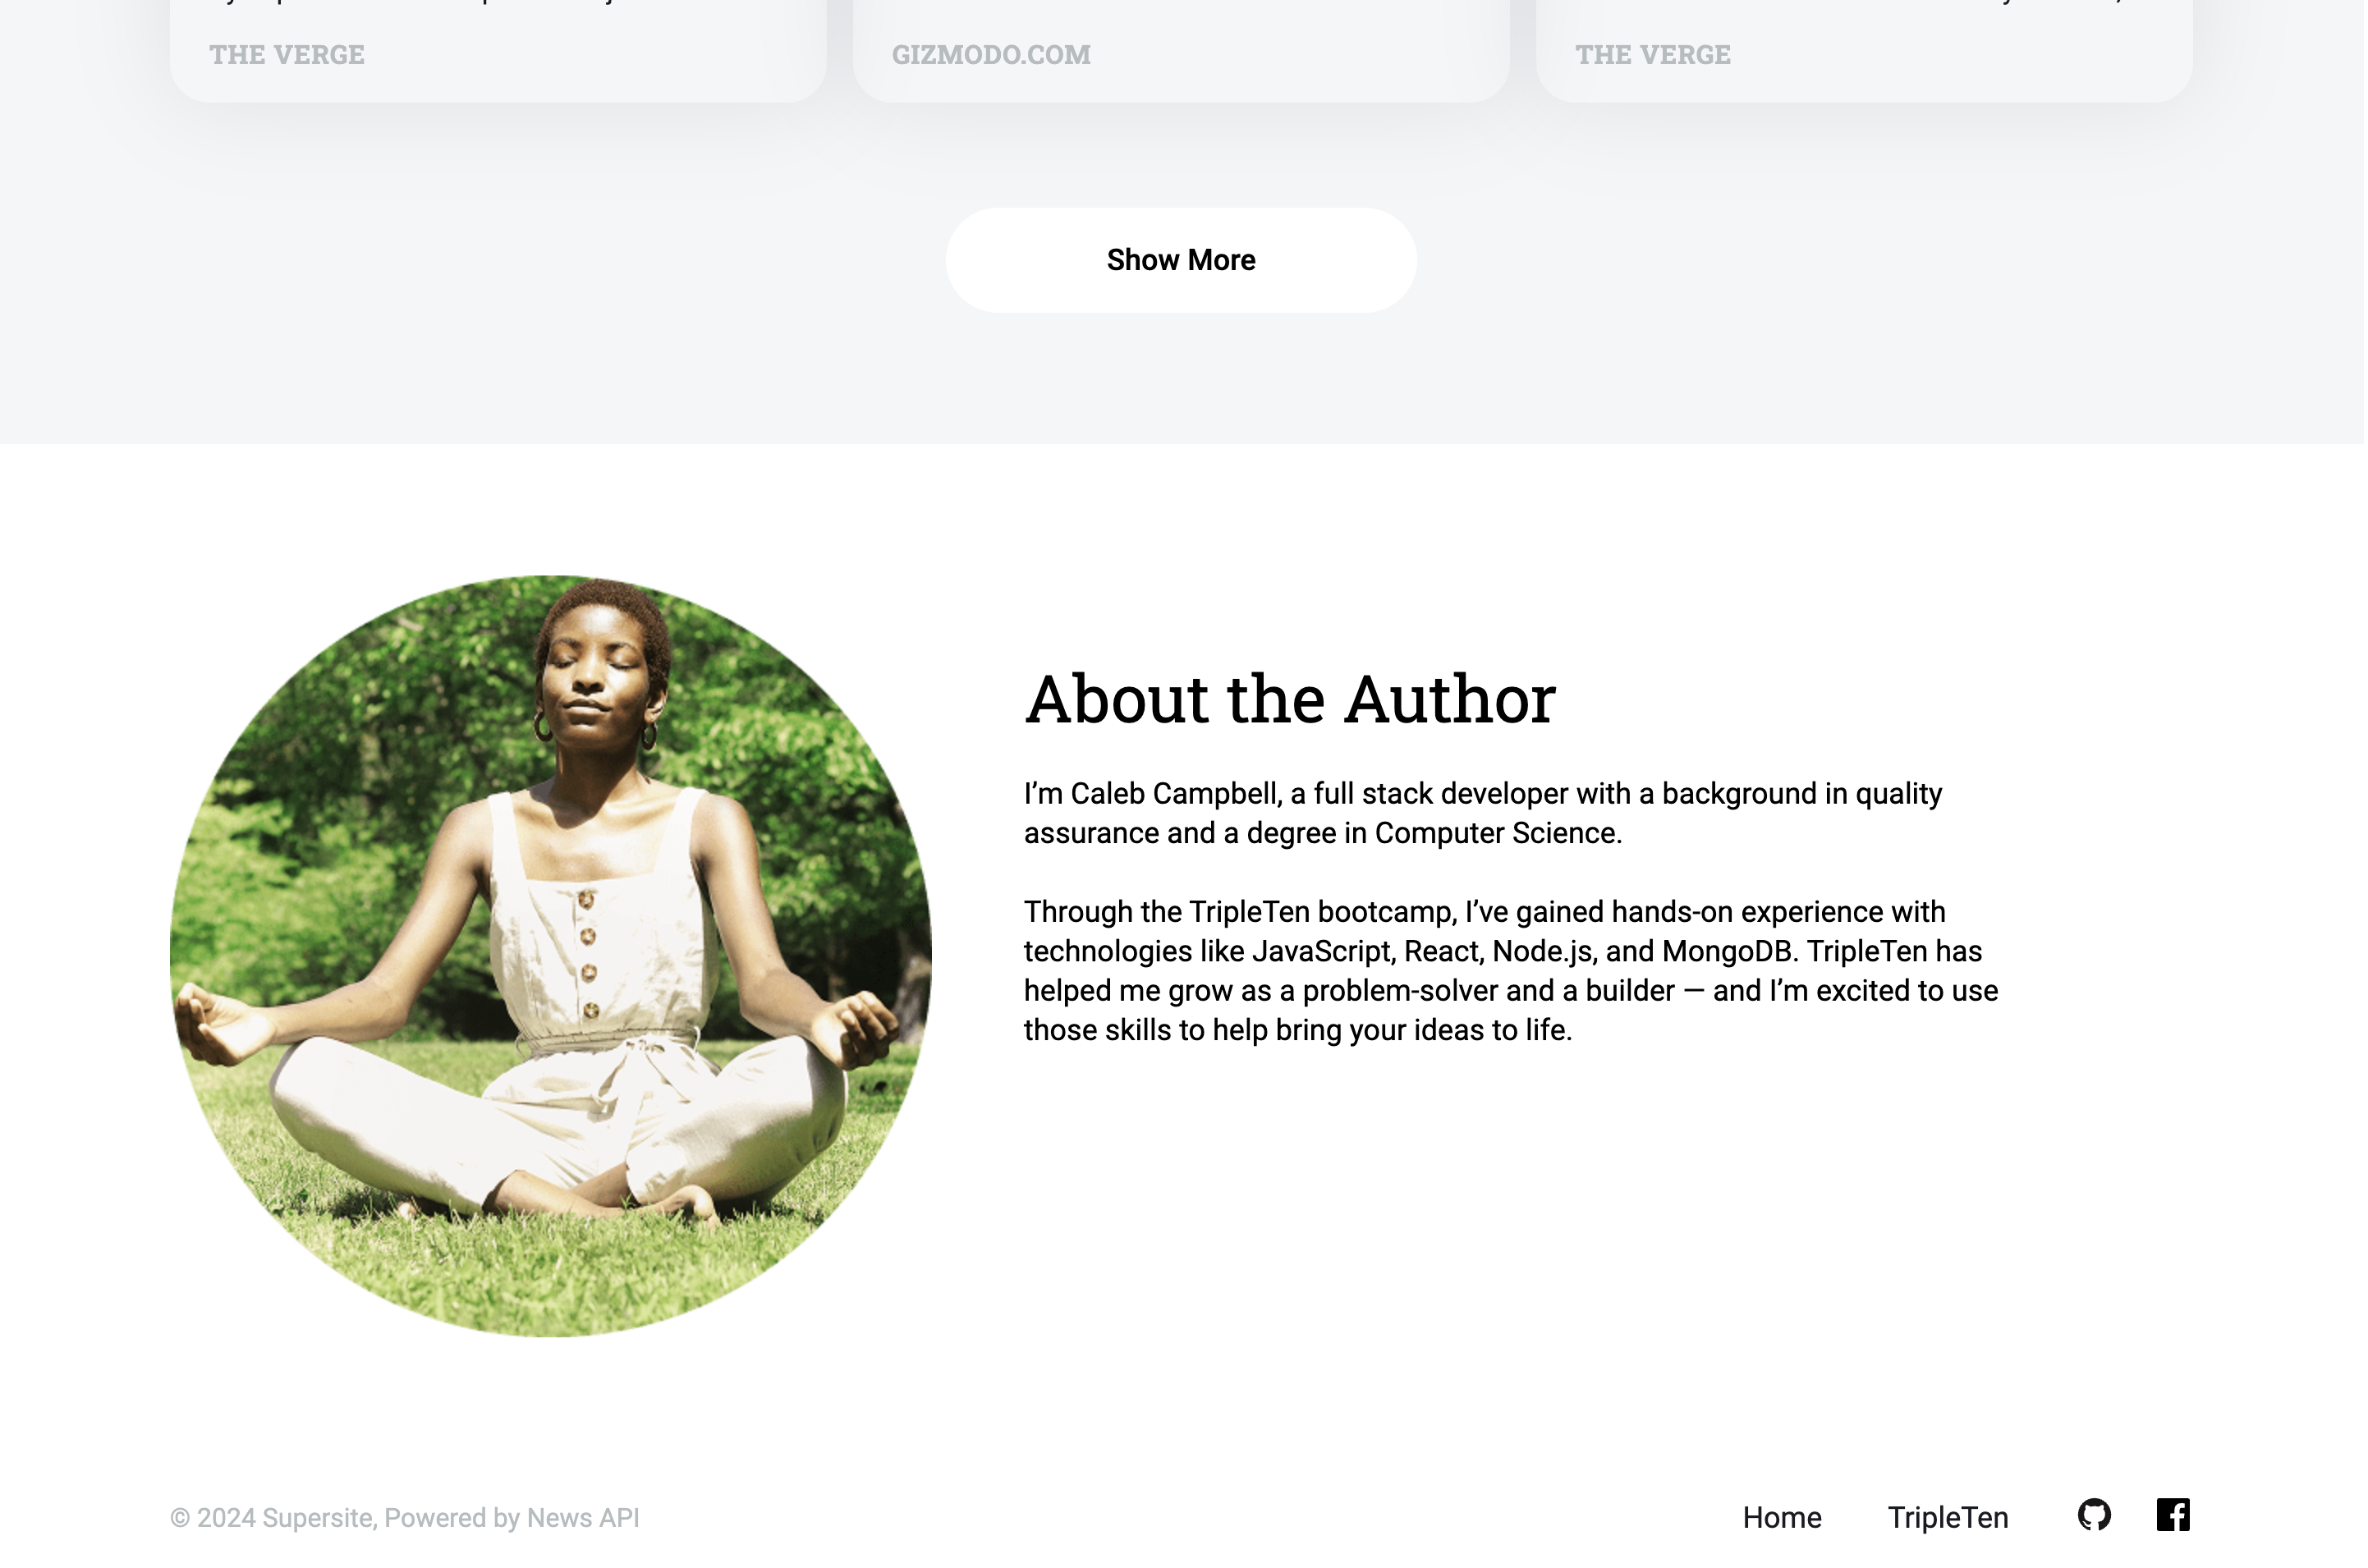 THE VERGE
GIZMODO.COM
THE VERGE
Show More
About the Author
I’m Caleb Campbell, a full stack developer with a background in quality
assurance and a degree in Computer Science.
Through the TripleTen bootcamp, I’ve gained hands-on experience with
technologies like JavaScript, React, Node.js, and MongoDB. TripleTen has
helped me grow as a problem-solver and a builder — and I’m excited to use
those skills to help bring your ideas to life.
© 2024 Supersite, Powered by News API
Home
TripleTen